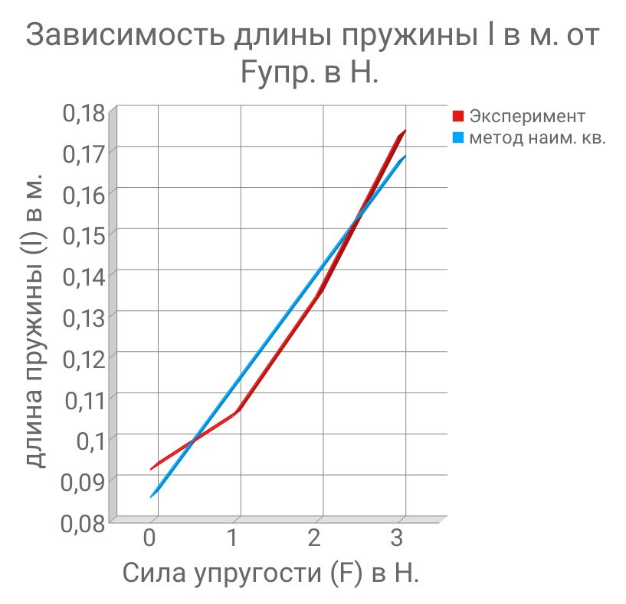 Зависимость длины пружины l в м. от
Fупр. в Н.
Эксперимент
метод наим. кв.
длина пружины (l) в м.
0,18
0,17
0,16
0,15
0,14
0,13
0,12
0,11
0,1
0,09
0,08
0 1 2 3
Сила упругости (F) в Н.